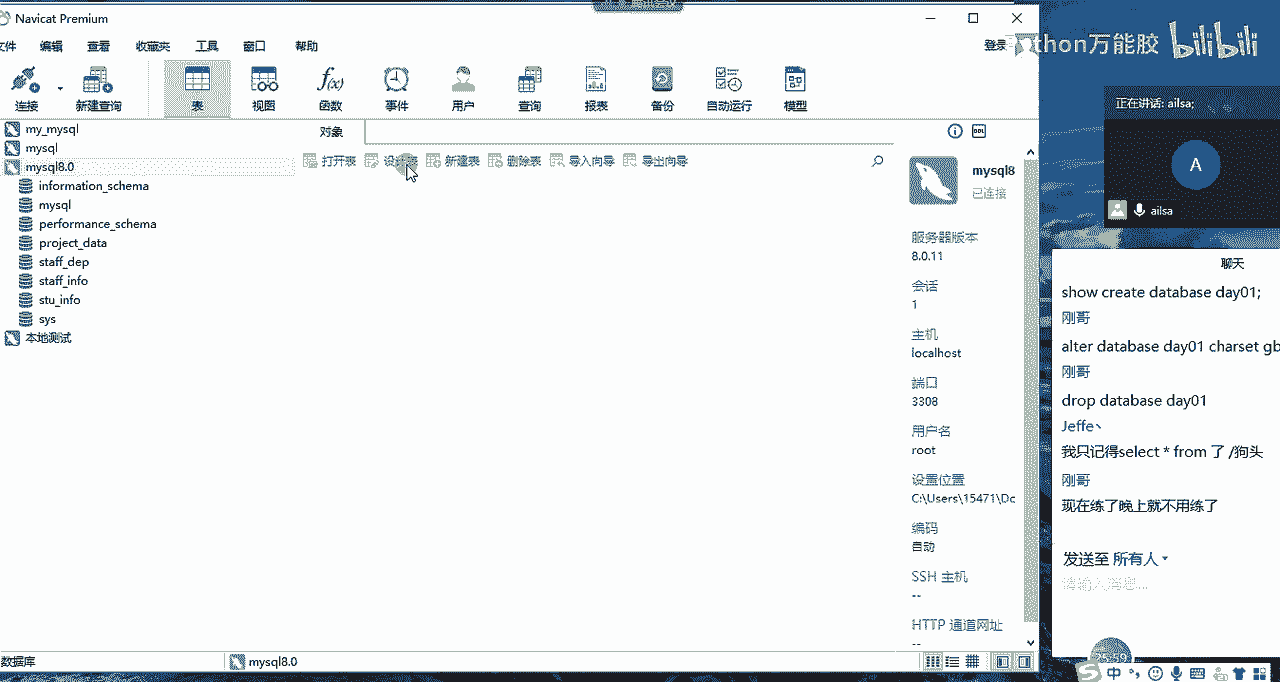 Navicat Premium
文件 编辑 查看 收藏夹 工具 窗口 帮助
登录
thon万能胶 bilibili
连接 新建查询 表 视图 函数 事件 用户 查询 报表 备份 自动运行 模型
f(x)
正在讲话: ailsa;
A
ailsa
my_mysql
mysql
mysql8.0
information_schema
mysql
performance_schema
project_data
staff_dep
staff_info
stu_info
sys
本地测试
对象
打开表 设计表 新建表 删除表 导入向导 导出向导
DDL
mysql8
已连接
服务器版本
8.0.11
会话
1
主机
localhost
端口
3308
用户名
root
设置位置
C:\Users\15471\Dc
编码
自动
SSH 主机
--
HTTP 通道网址
--
聊天
show create database day01;
刚哥
alter database day01 charset gb
刚哥
drop database day01
Jeffe丶
我只记得select * from 了 /狗头
刚哥
现在练了晚上就不用练了
发送至 所有人
请输入消息...
数据库
mysql8.0
35:59
中